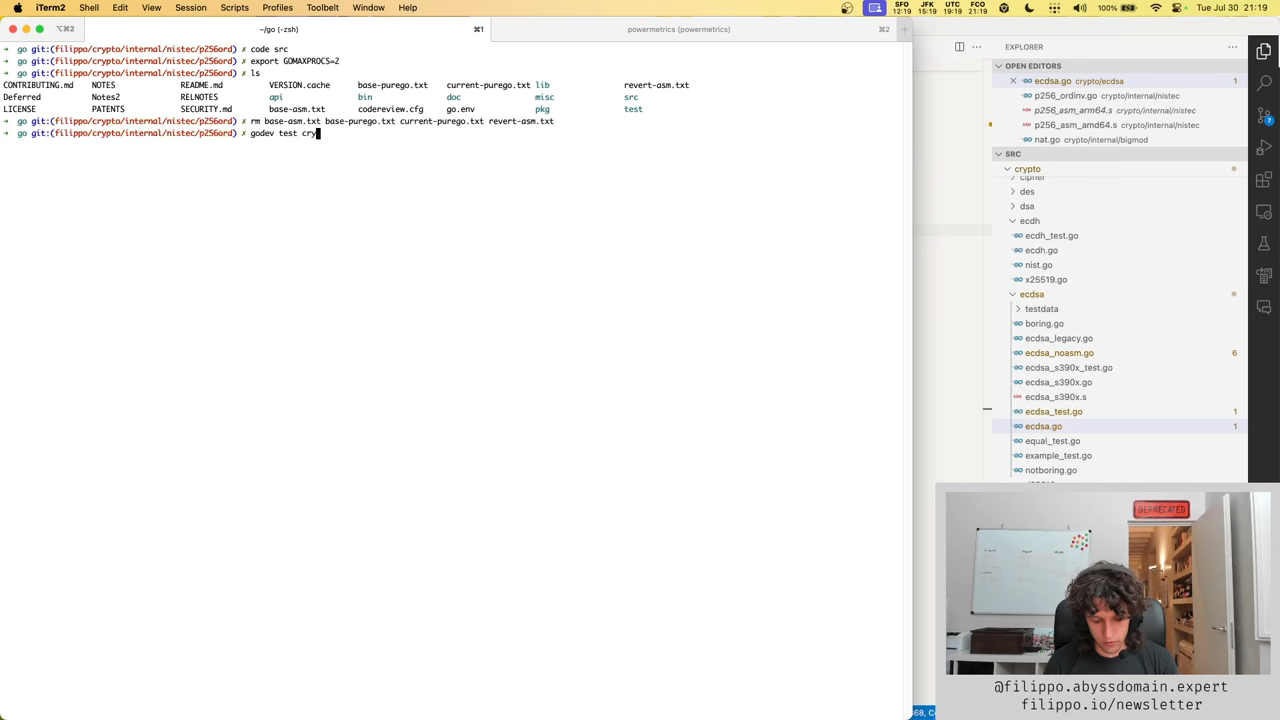 iTerm2 Shell Edit View Session Scripts Profiles Toolbelt Window Help
SFO JFK UTC FCO
12:19 15:19 19:19 21:19
100% Tue Jul 30 21:19
⌥⌘2 ~/go (-zsh) ⌘1 powermetrics (powermetrics) ⌘2
➜ go git:(filippo/crypto/internal/nistec/p256ord) ✗ code src
➜ go git:(filippo/crypto/internal/nistec/p256ord) ✗ export GOMAXPROCS=2
➜ go git:(filippo/crypto/internal/nistec/p256ord) ✗ ls
CONTRIBUTING.md NOTES README.md VERSION.cache base-purego.txt current-purego.txt lib revert-asm.txt
Deferred Notes2 RELNOTES api bin doc misc src
LICENSE PATENTS SECURITY.md base-asm.txt codereview.cfg go.env pkg test
➜ go git:(filippo/crypto/internal/nistec/p256ord) ✗ rm base-asm.txt base-purego.txt current-purego.txt revert-asm.txt
➜ go git:(filippo/crypto/internal/nistec/p256ord) ✗ godev test cry
EXPLORER
OPEN EDITORS
ecdsa.go crypto/ecdsa 1
p256_ordinv.go crypto/internal/nistec
p256_asm_arm64.s crypto/internal/nistec
p256_asm_amd64.s crypto/internal/nistec
nat.go crypto/internal/bigmod
SRC
crypto
cipher
des
dsa
ecdh
ecdh_test.go
ecdh.go
nist.go
x25519.go
ecdsa
testdata
boring.go
ecdsa_legacy.go
ecdsa_noasm.go 6
ecdsa_s390x_test.go
ecdsa_s390x.go
ecdsa_s390x.s
ecdsa_test.go 1
ecdsa.go 1
equal_test.go
example_test.go
notboring.go
DEPRECATED
@filippo.abyssdomain.expert
filippo.io/newsletter